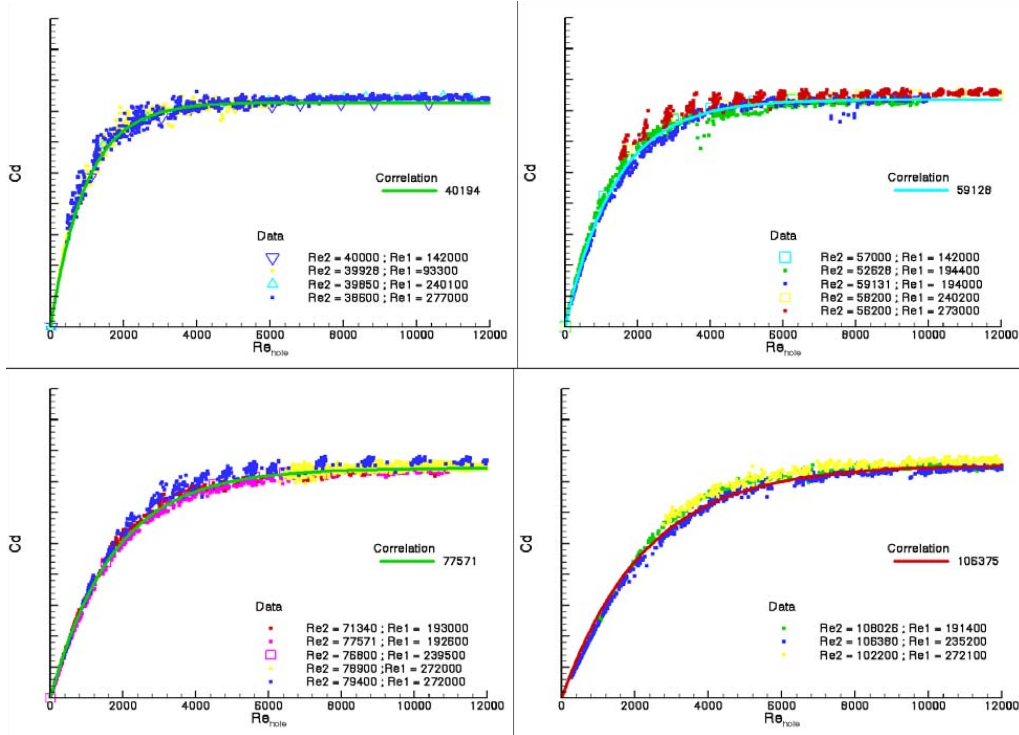 Cd
Correlation
40194
Data
Re2 = 40000 ; Re1 = 142000
Re2 = 39928 ; Re1 = 93300
Re2 = 39850 ; Re1 = 240100
Re2 = 38600 ; Re1 = 277000
0 2000 4000 6000 8000 10000 12000
Re hole
Cd
Correlation
59128
Data
Re2 = 57000 ; Re1 = 142000
Re2 = 52628 ; Re1 = 194400
Re2 = 59131 ; Re1 = 194000
Re2 = 58200 ; Re1 = 240200
Re2 = 56200 ; Re1 = 273000
0 2000 4000 6000 8000 10000 12000
Re hole
Cd
Correlation
77571
Data
Re2 = 71340 ; Re1 = 193000
Re2 = 77571 ; Re1 = 192600
Re2 = 76800 ; Re1 = 239500
Re2 = 78900 ; Re1 = 272000
Re2 = 79400 ; Re1 = 272000
0 2000 4000 6000 8000 10000 12000
Re hole
Cd
Correlation
106375
Data
Re2 = 108026 ; Re1 = 191400
Re2 = 106380 ; Re1 = 235200
Re2 = 102200 ; Re1 = 272100
0 2000 4000 6000 8000 10000 12000
Re hole